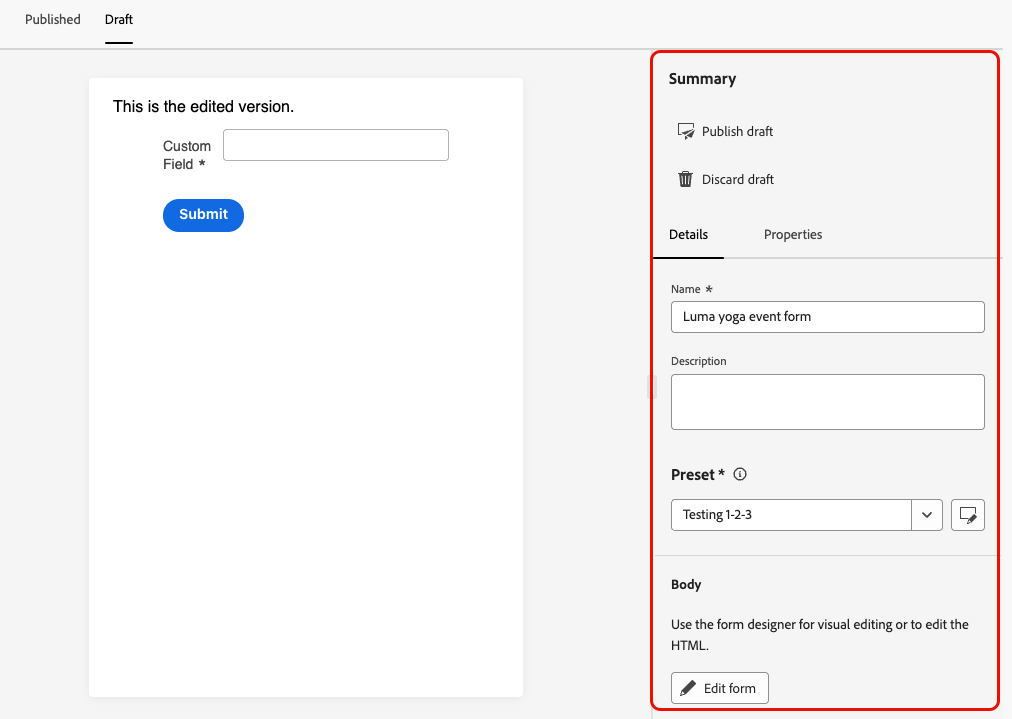 Published Draft
This is the edited version.
Custom
Field *
Submit
Summary
Publish draft
Discard draft
Details Properties
Name *
Luma yoga event form
Description
Preset *
Testing 1-2-3
Body
Use the form designer for visual editing or to edit the
HTML.
Edit form